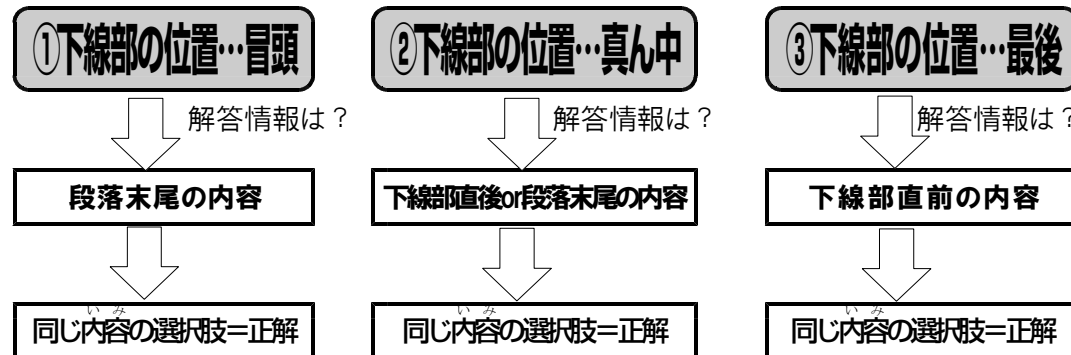 ①下線部の位置…冒頭
解答情報は？
段落末尾の内容
いみ
同じ内容の選択肢＝正解
②下線部の位置…真ん中
解答情報は？
下線部直後or段落末尾の内容
いみ
同じ内容の選択肢＝正解
③下線部の位置…最後
解答情報は？
下線部直前の内容
いみ
同じ内容の選択肢＝正解